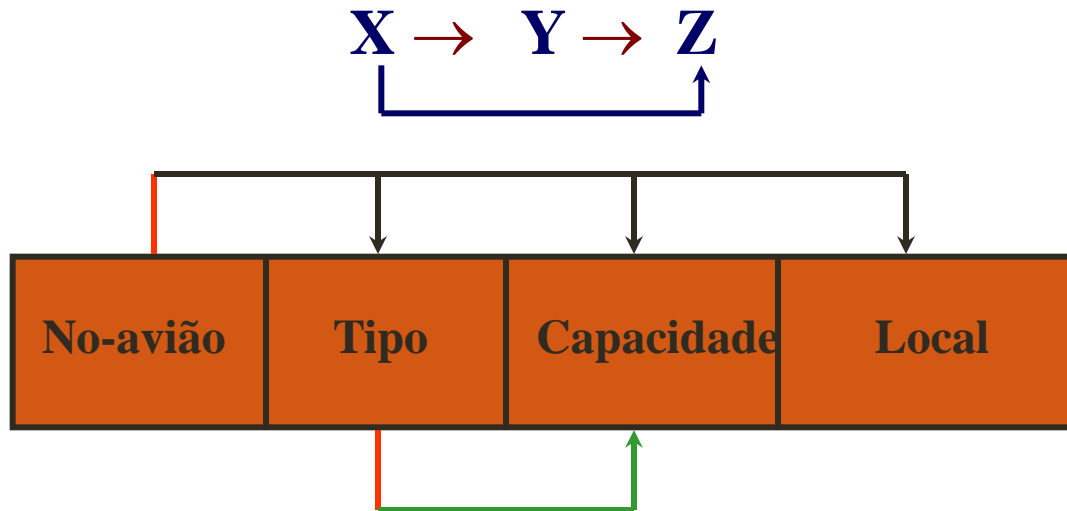 X → Y → Z
No-avião Tipo Capacidade Local